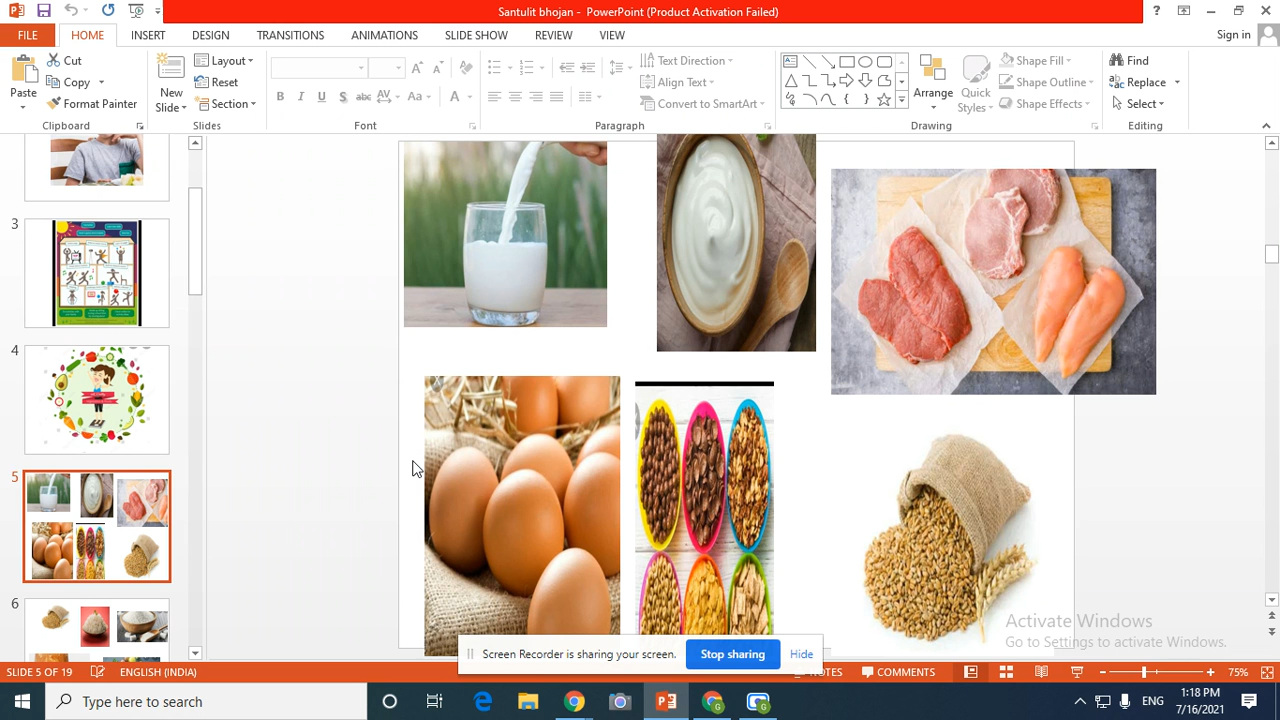 Santulit bhojan - PowerPoint (Product Activation Failed)
FILE HOME INSERT DESIGN TRANSITIONS ANIMATIONS SLIDE SHOW REVIEW VIEW Sign in
Paste
Cut
Copy
Format Painter
Clipboard
New
Slide
Layout
Reset
Section
Slides
Font
Text Direction
Align Text
Convert to SmartArt
Paragraph
Arrange
Quick
Styles
Shape Fill
Shape Outline
Shape Effects
Drawing
Find
Replace
Select
Editing
3
4
5
6
Activate Windows
Go to Settings to activate Windows.
Screen Recorder is sharing your screen. Stop sharing Hide
SLIDE 5 OF 19 ENGLISH (INDIA) NOTES COMMENTS 75%
Type here to search
ENG
1:18 PM
7/16/2021